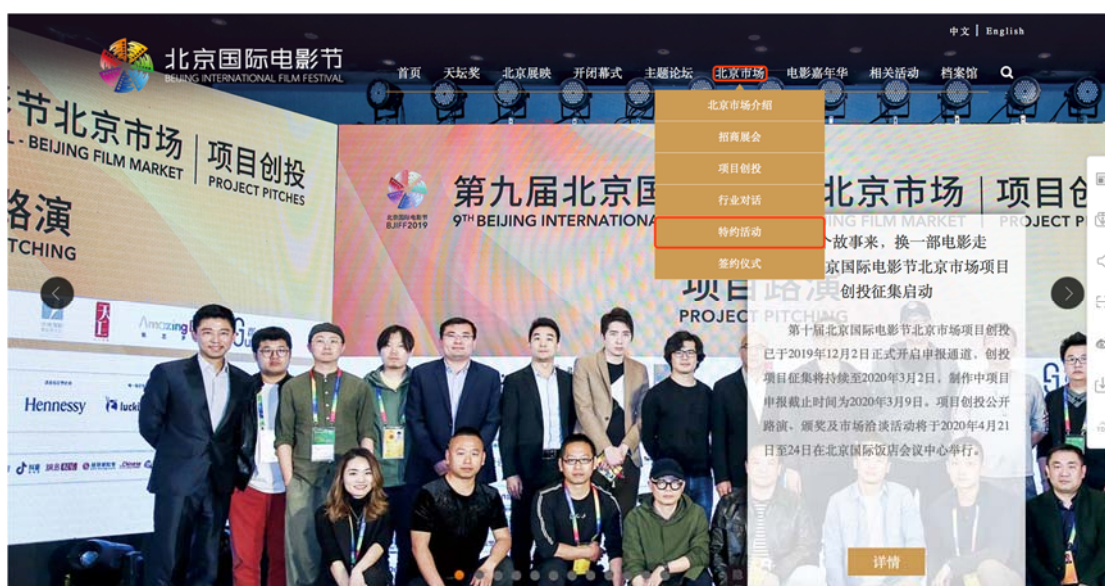 中文 | English
北京国际电影节
BEIJING INTERNATIONAL FILM FESTIVAL
首页 天坛奖 北京展映 开闭幕式 主题论坛 北京市场 电影嘉年华 相关活动 档案馆
北京市场介绍
招商展会
项目创投
行业对话
特约活动
签约仪式
节北京市场 | 项目创投
- BEIJING FILM MARKET | PROJECT PITCHES
路演
TCHING
北京国际电影节
BJIFF2019
第九届北京国
9TH BEIJING INTERNATIONA
北京市场 | 项目创
ING FILM MARKET | PROJECT P
项目路演
PROJECT PITCHING
故事来，换一部电影走
京国际电影节北京市场项目
创投征集启动
第十届北京国际电影节北京市场项目创投
已于2019年12月2日正式开启申报通道，创投
项目征集将持续至2020年3月2日，制作中项目
申报截止时间为2020年3月9日。项目创投公开
路演、颁奖及市场洽谈活动将于2020年4月21
日至24日在北京国际饭店会议中心举行。
详情
Amazing
Hennessy
lucki
抖音